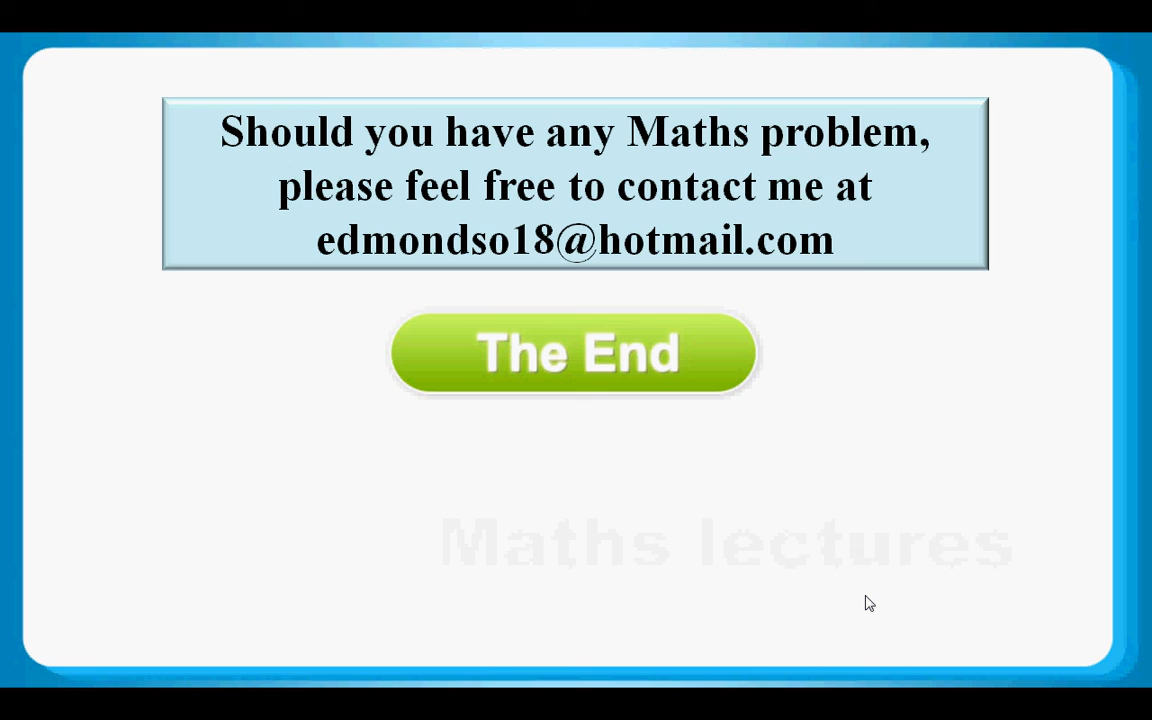 Should you have any Maths problem,
please feel free to contact me at
edmondso18@hotmail.com
The End
Maths lectures